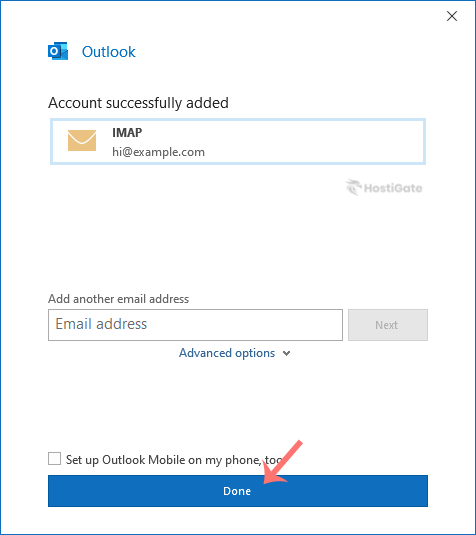 Outlook
Account successfully added
IMAP
hi@example.com
HostiGate
Add another email address
Email address
Next
Advanced options
Set up Outlook Mobile on my phone, too
Done